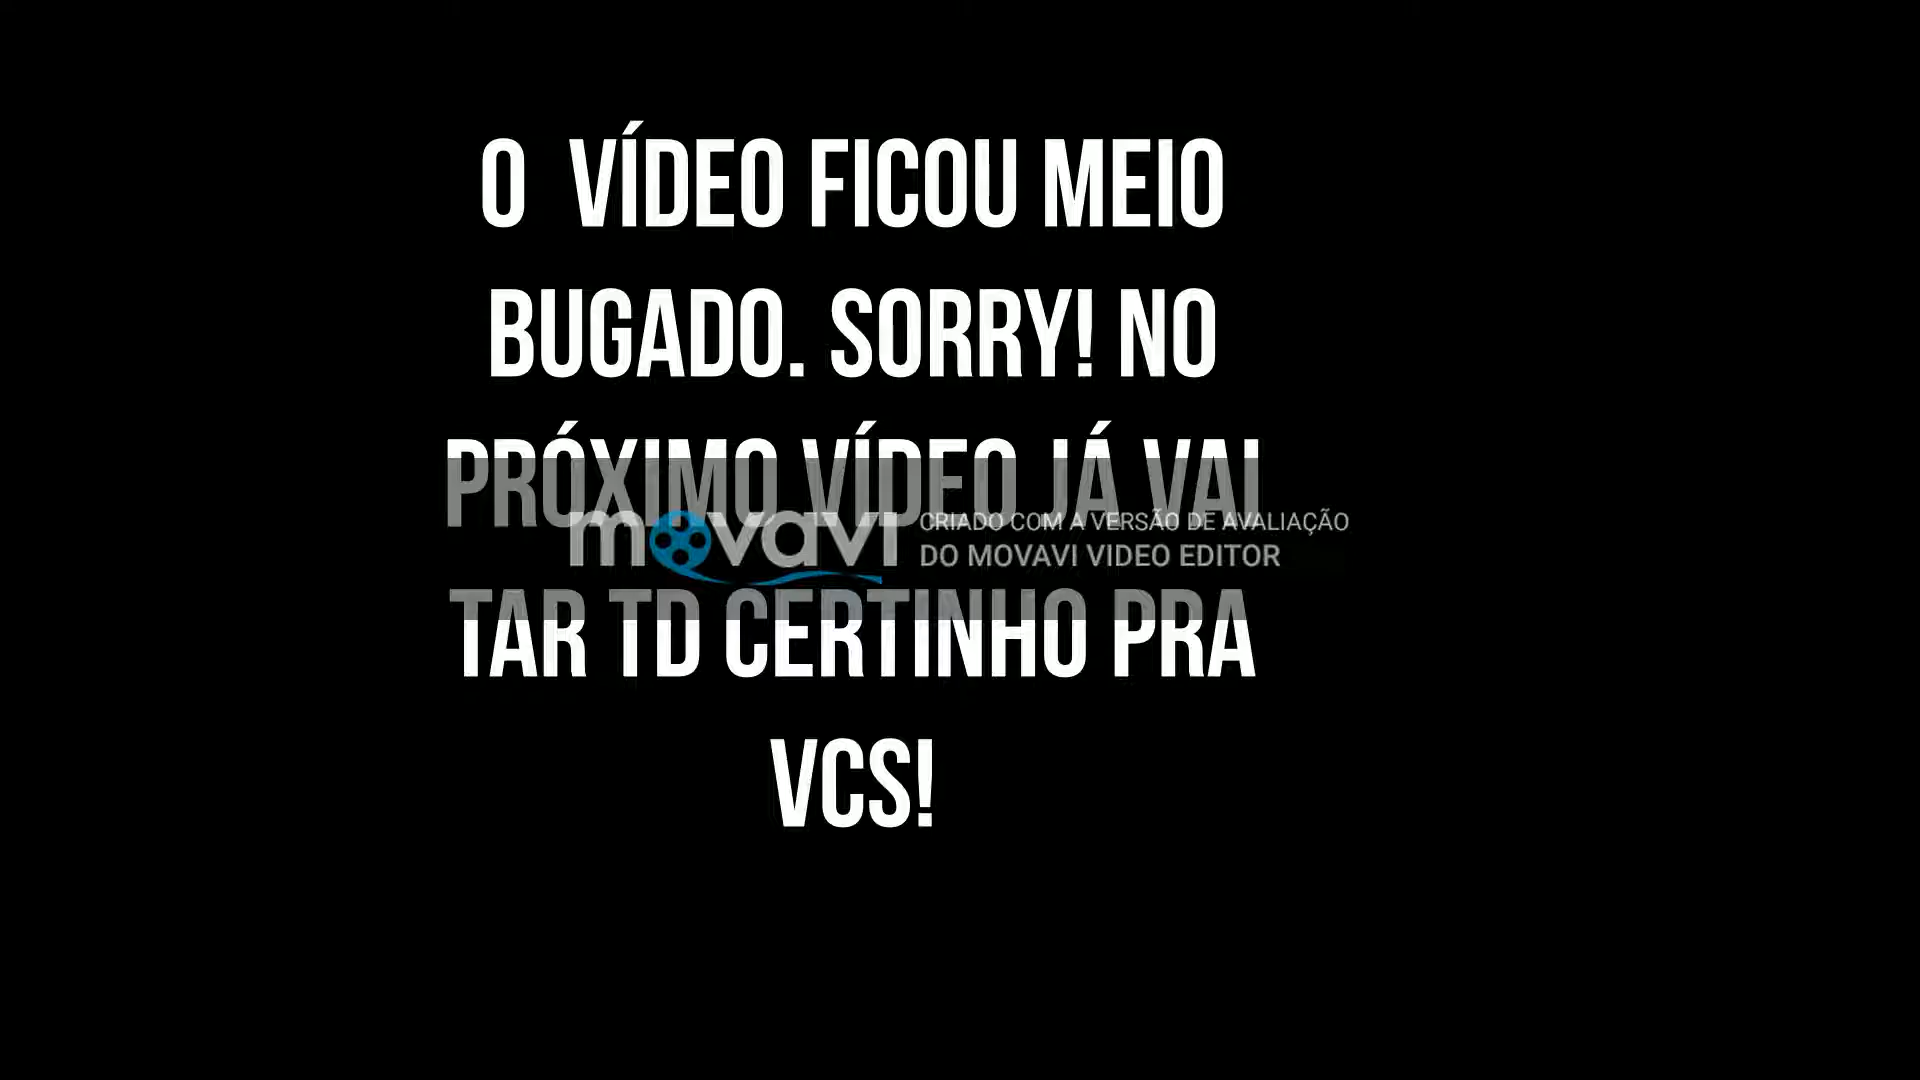 O  VÍDEO FICOU MEIO
BUGADO. SORRY! NO
PRÓXIMO VÍDEO JÁ VAI
movavi CRIADO COM A VERSÃO DE AVALIAÇÃO
DO MOVAVI VIDEO EDITOR
TAR TD CERTINHO PRA
VCS!